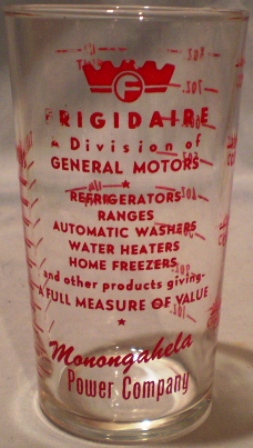 F
FRIGIDAIRE
A Division of
GENERAL MOTORS
REFRIGERATORS
RANGES
AUTOMATIC WASHERS
WATER HEATERS
HOME FREEZERS
and other products giving-
A FULL MEASURE OF VALUE
Monongahela
Power Company